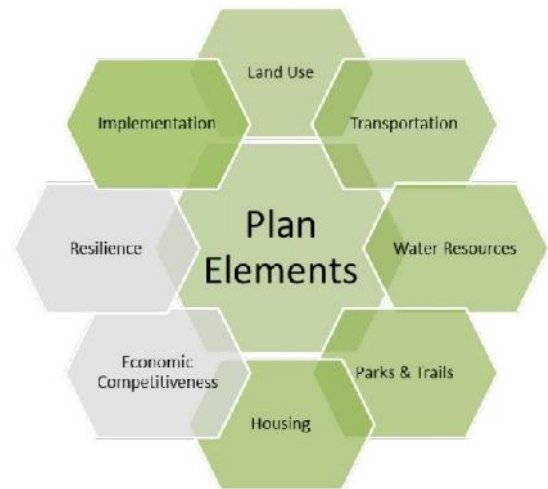 Land Use
Implementation
Transportation
Plan
Elements
Resilience
Water Resources
Economic
Competitiveness
Parks & Trails
Housing